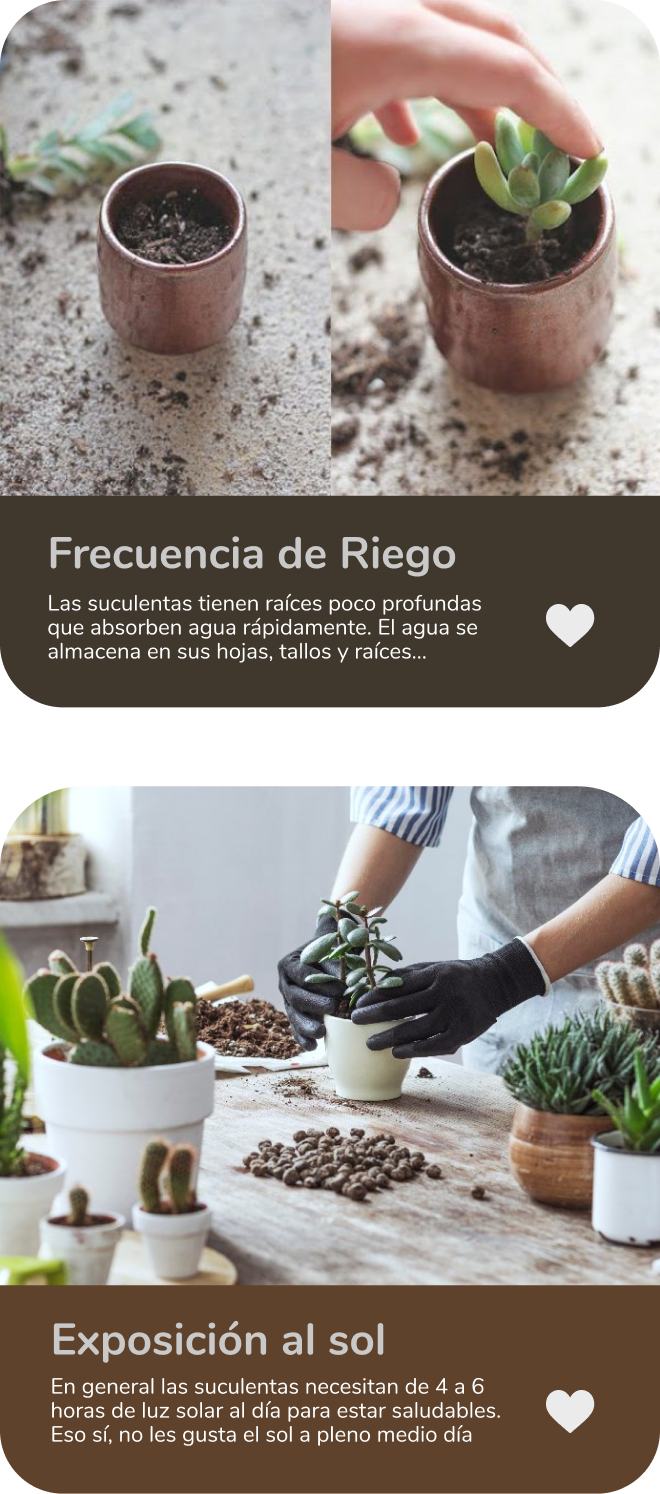 Frecuencia de Riego
Las suculentas tienen raíces poco profundas
que absorben agua rápidamente. El agua se
almacena en sus hojas, tallos y raíces...
Exposición al sol
En general las suculentas necesitan de 4 a 6
horas de luz solar al día para estar saludables.
Eso sí, no les gusta el sol a pleno medio día